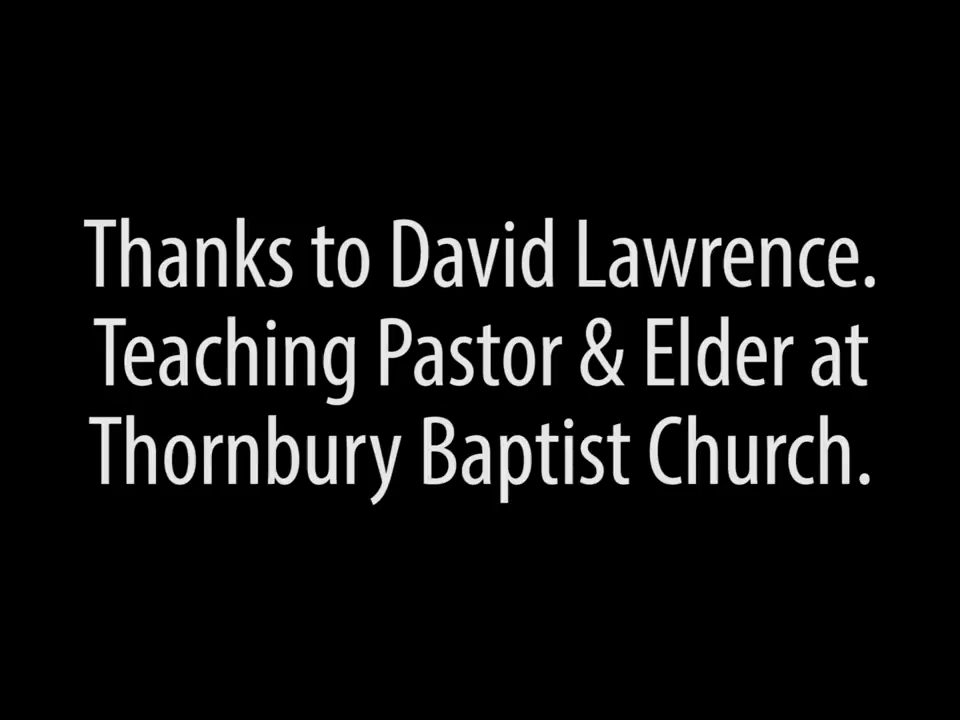 Thanks to David Lawrence.
Teaching Pastor & Elder at
Thornbury Baptist Church.